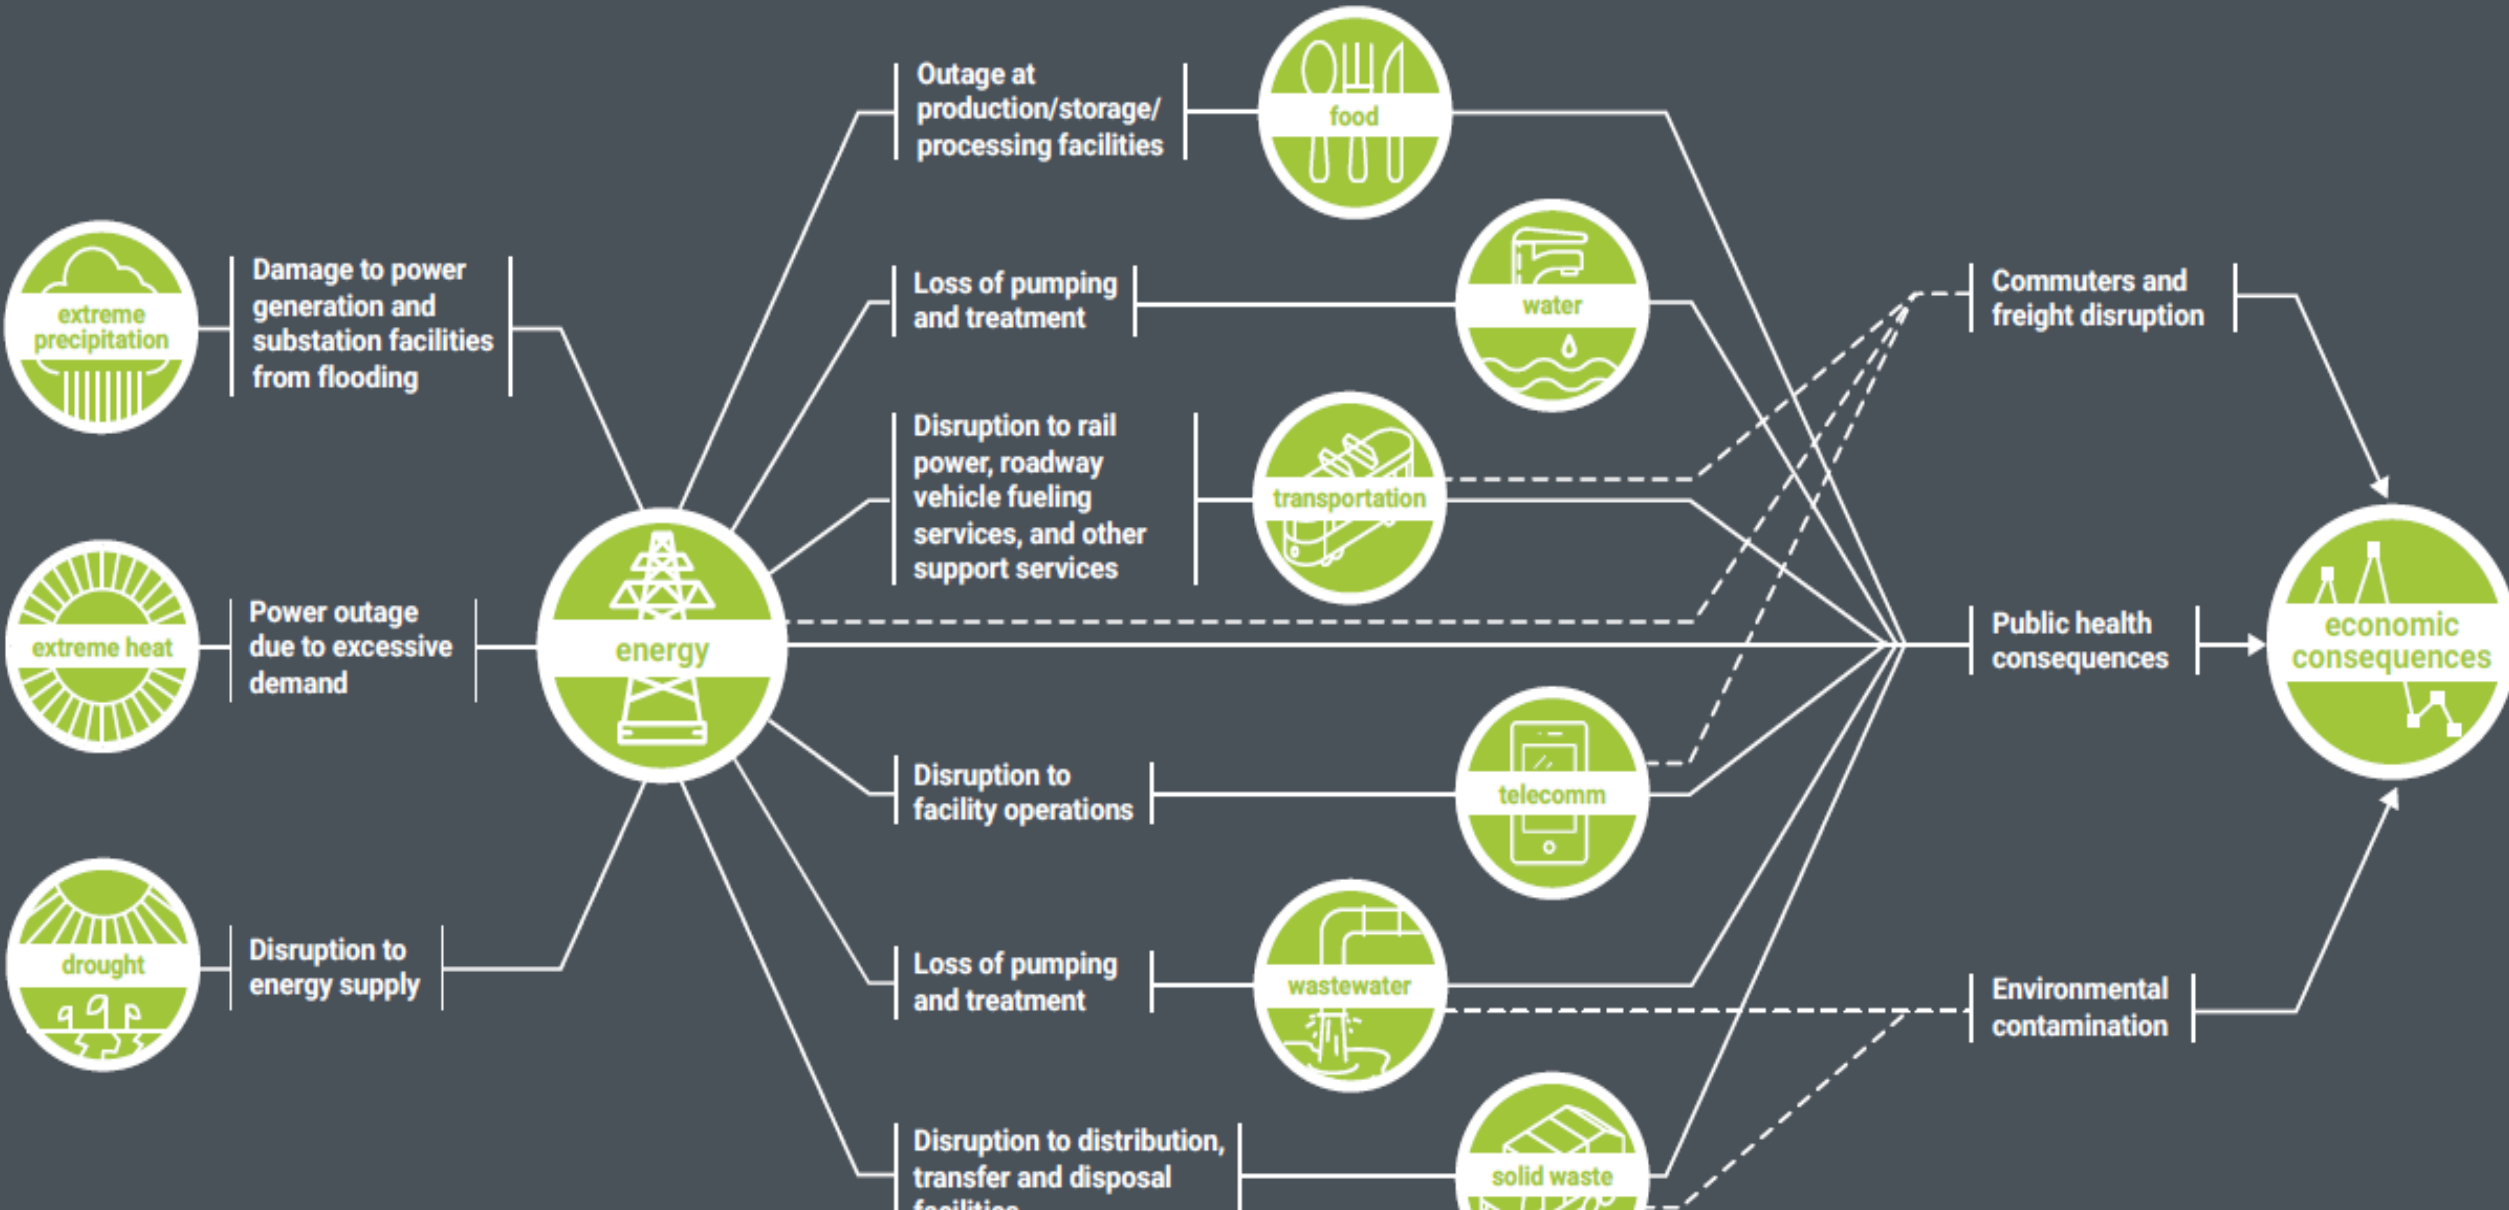 extreme
precipitation
Damage to power
generation and
substation facilities
from flooding
extreme heat
Power outage
due to excessive
demand
drought
Disruption to
energy supply
energy
Outage at
production/storage/
processing facilities
food
Loss of pumping
and treatment
water
Disruption to rail
power, roadway
vehicle fueling
services, and other
support services
transportation
Disruption to
facility operations
telecomm
Loss of pumping
and treatment
wastewater
Disruption to distribution,
transfer and disposal
facilities
solid waste
Commuters and
freight disruption
Public health
consequences
Environmental
contamination
economic
consequences